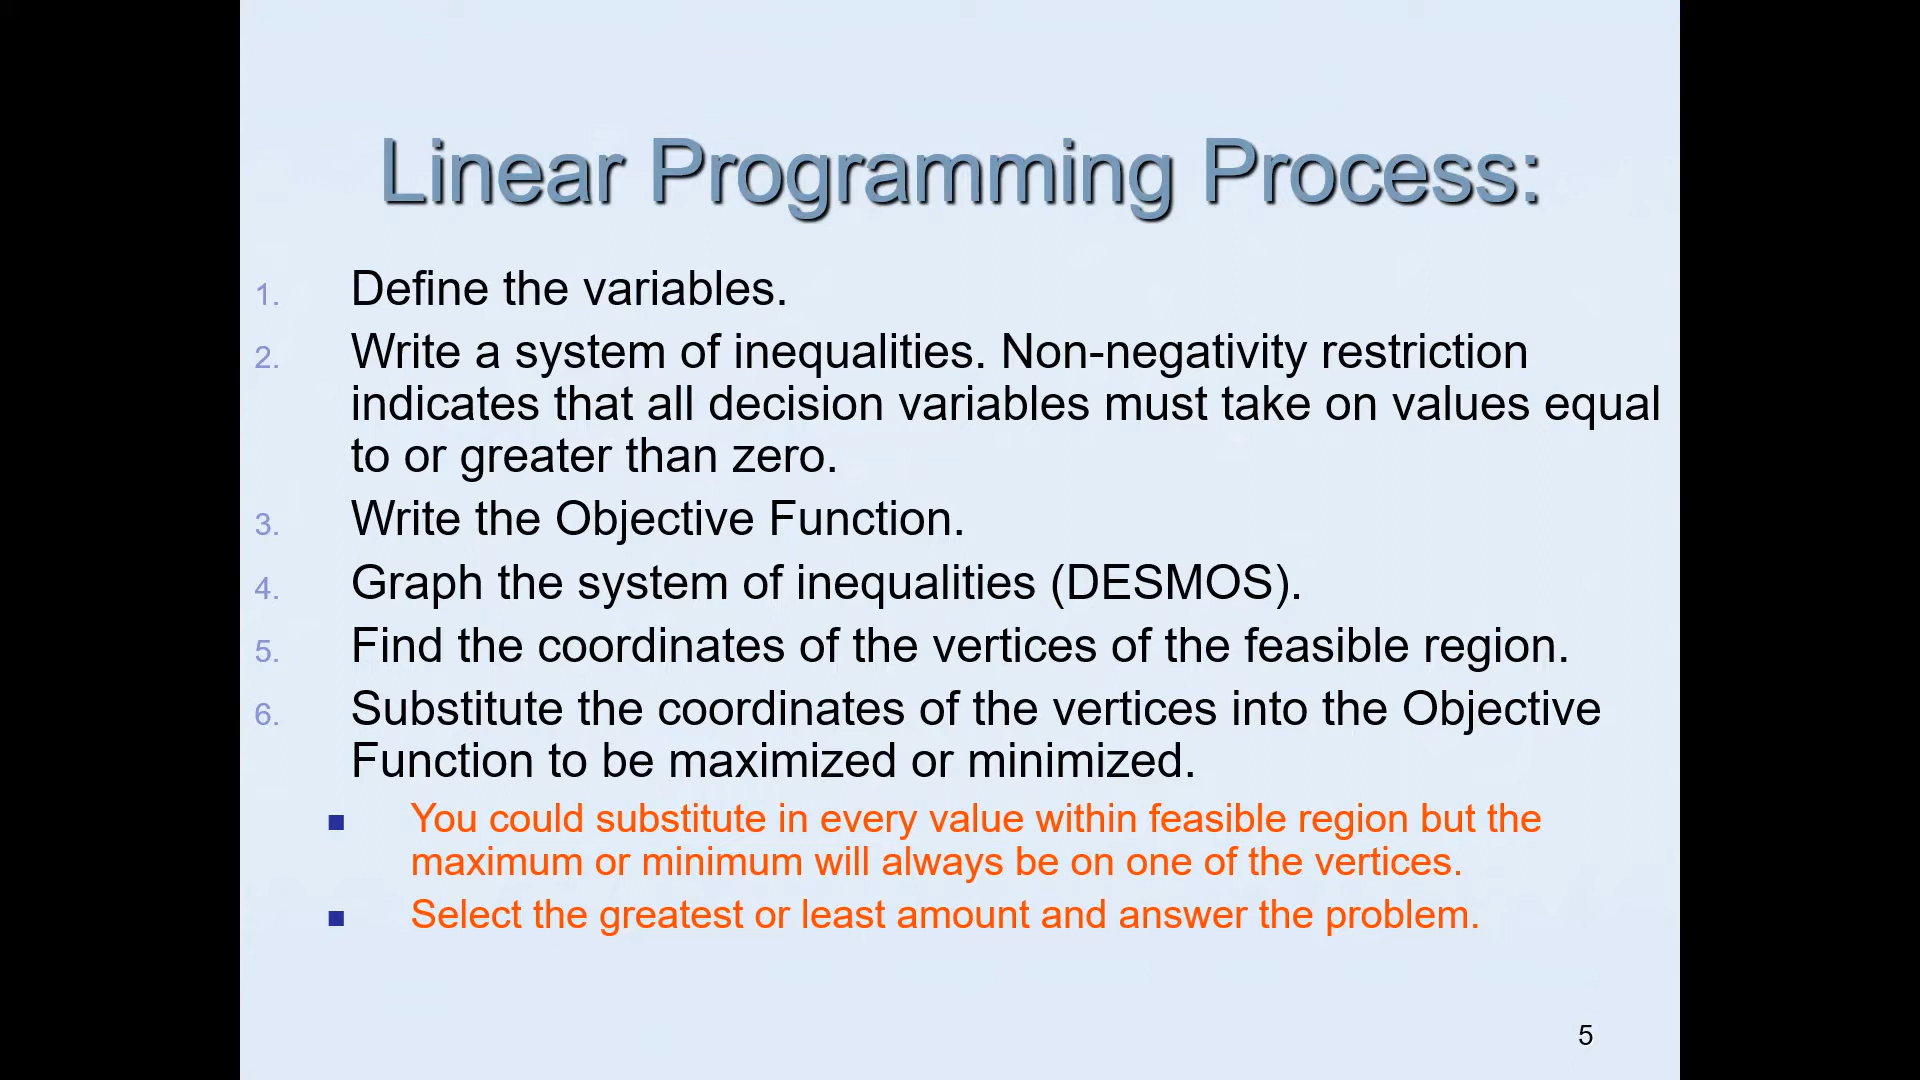 Linear Programming Process:
1. Define the variables.
2. Write a system of inequalities. Non-negativity restriction
indicates that all decision variables must take on values equal
to or greater than zero.
3. Write the Objective Function.
4. Graph the system of inequalities (DESMOS).
5. Find the coordinates of the vertices of the feasible region.
6. Substitute the coordinates of the vertices into the Objective
Function to be maximized or minimized.
■ You could substitute in every value within feasible region but the
maximum or minimum will always be on one of the vertices.
■ Select the greatest or least amount and answer the problem.
5